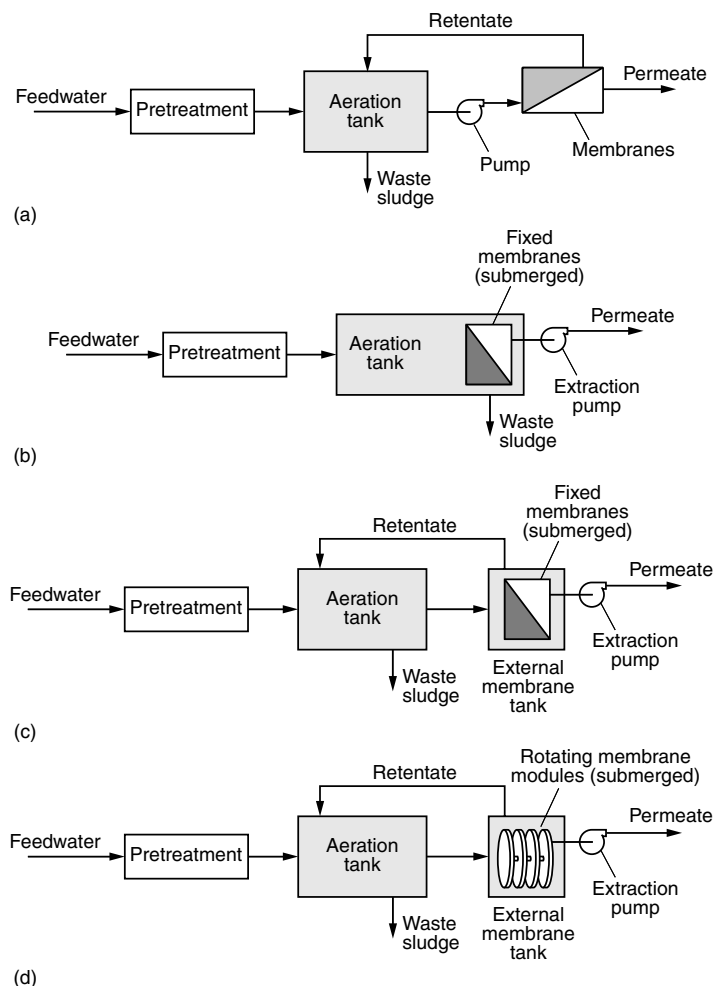 Retentate
Permeate
Feedwater
Pretreatment
Aeration
tank
Pump
Membranes
Waste
sludge
(a)
Fixed
membranes
(submerged)
Permeate
Feedwater
Pretreatment
Aeration
tank
Extraction
pump
Waste
sludge
(b)
Fixed
membranes
(submerged)
Retentate
Permeate
Feedwater
Pretreatment
Aeration
tank
Extraction
pump
Waste
sludge
External
membrane
tank
(c)
Rotating membrane
modules (submerged)
Retentate
Permeate
Feedwater
Pretreatment
Aeration
tank
Extraction
pump
Waste
sludge
External
membrane
tank
(d)